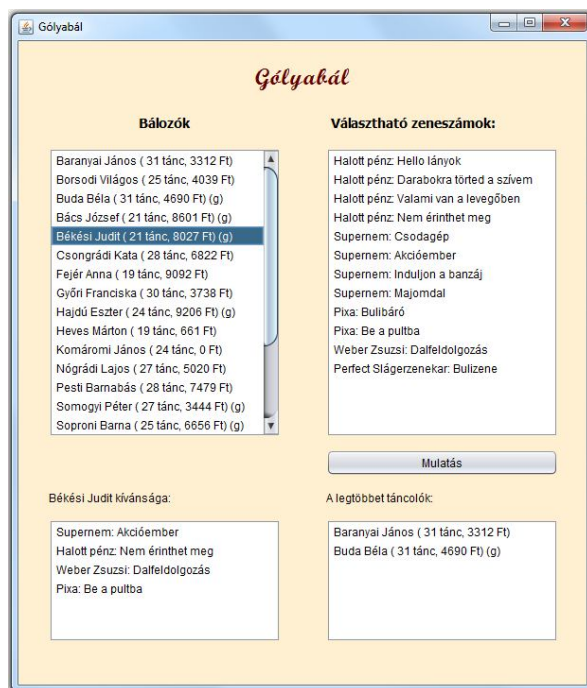 Gólyabál
Gólyabál
Bálozók
Baranyai János ( 31 tánc, 3312 Ft)
Borsodi Világos ( 25 tánc, 4039 Ft)
Buda Béla ( 31 tánc, 4690 Ft) (g)
Bács József ( 21 tánc, 8601 Ft) (g)
Békési Judit ( 21 tánc, 8027 Ft) (g)
Csongrádi Kata ( 28 tánc, 6822 Ft)
Fejér Anna ( 19 tánc, 9092 Ft)
Győri Franciska ( 30 tánc, 3738 Ft)
Hajdú Eszter ( 24 tánc, 9206 Ft) (g)
Heves Márton ( 19 tánc, 661 Ft)
Komáromi János ( 24 tánc, 0 Ft)
Nógrádi Lajos ( 27 tánc, 5020 Ft)
Pesti Barnabás ( 28 tánc, 7479 Ft)
Somogyi Péter ( 27 tánc, 3444 Ft) (g)
Soproni Barna ( 25 tánc, 6656 Ft) (g)
Választható zeneszámok:
Halott pénz: Hello lányok
Halott pénz: Darabokra törted a szívem
Halott pénz: Valami van a levegőben
Halott pénz: Nem érinthet meg
Supernem: Csodagép
Supernem: Akcióember
Supernem: Induljon a banzáj
Supernem: Majomdal
Pixa: Bulibáró
Pixa: Be a pultba
Weber Zsuzsi: Dalfeldolgozás
Perfect Slágerzenekar: Bulizene
Mulatás
Békési Judit kívánsága:
Supernem: Akcióember
Halott pénz: Nem érinthet meg
Weber Zsuzsi: Dalfeldolgozás
Pixa: Be a pultba
A legtöbbet táncolók:
Baranyai János ( 31 tánc, 3312 Ft)
Buda Béla ( 31 tánc, 4690 Ft) (g)